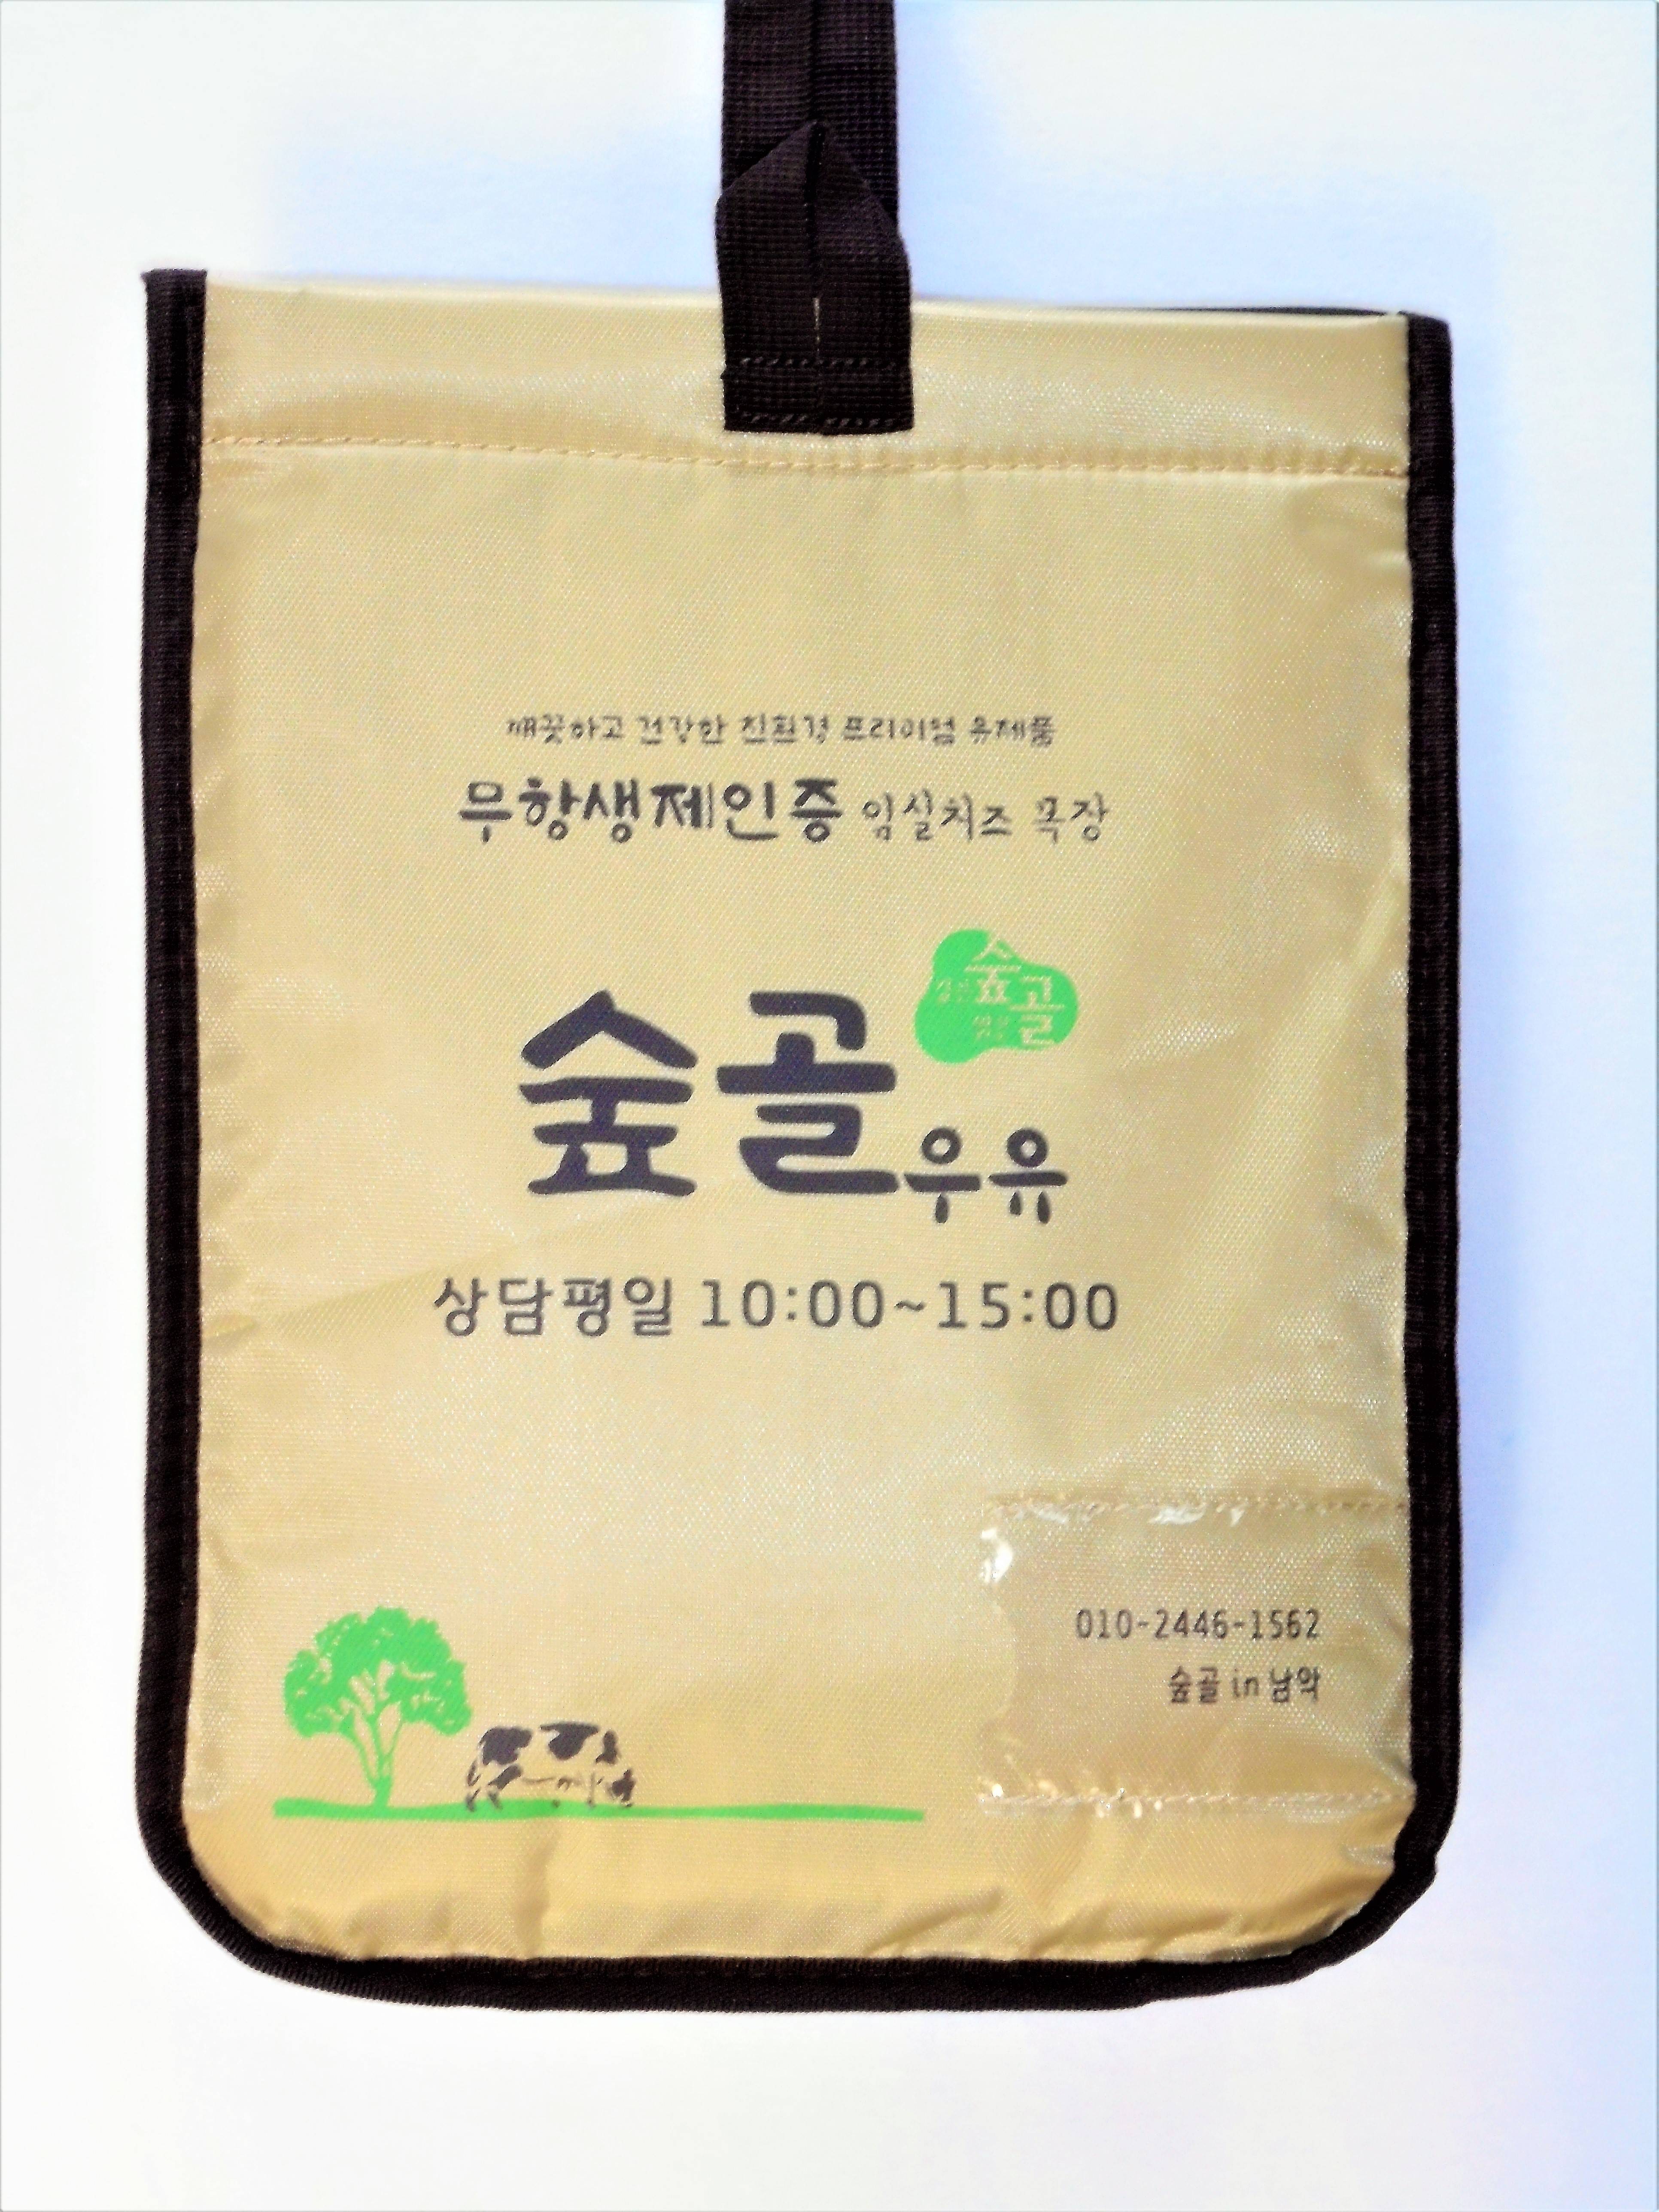 깨끗하고 건강한 친환경 프리미엄 유제품
무항생제인증 임실치즈 목장
숲골
숲골우유
상담평일 10:00~15:00
010-2446-1562
숲골 in 남악